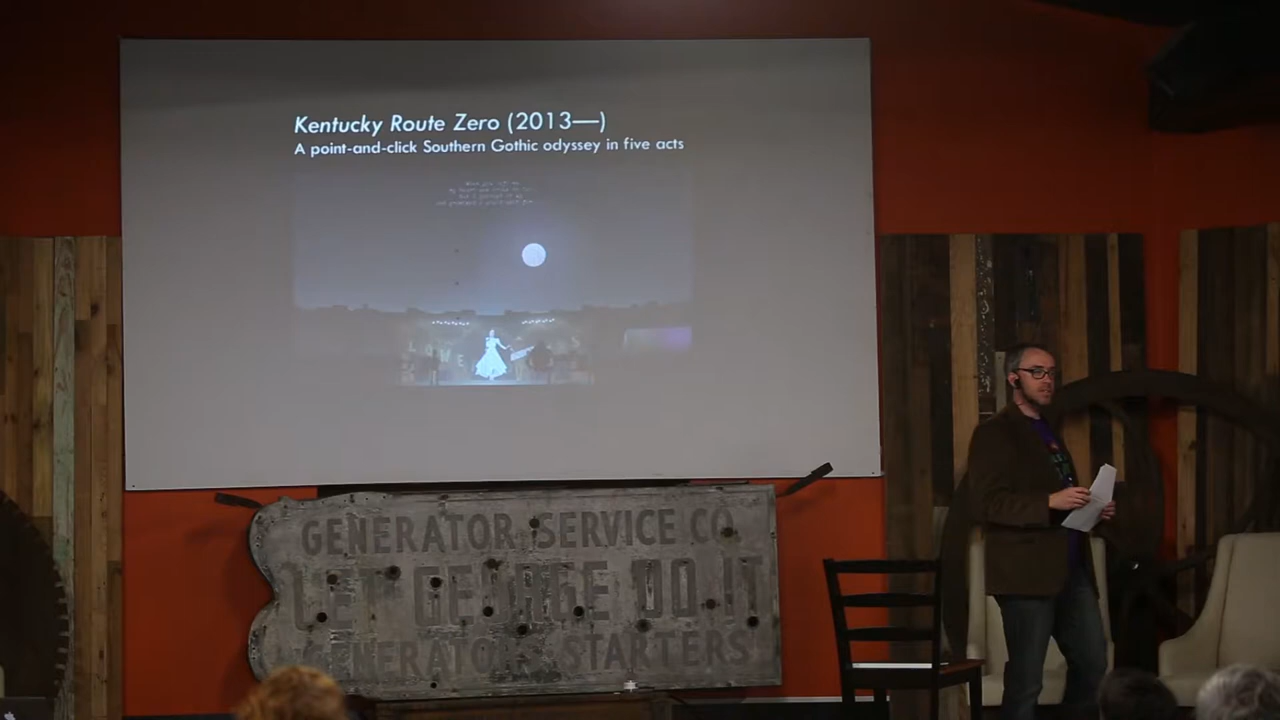 Kentucky Route Zero (2013—)
A point-and-click Southern Gothic odyssey in five acts
GENERATOR SERVICE CO.
LET GEORGE DO IT
GENERATORS STARTERS